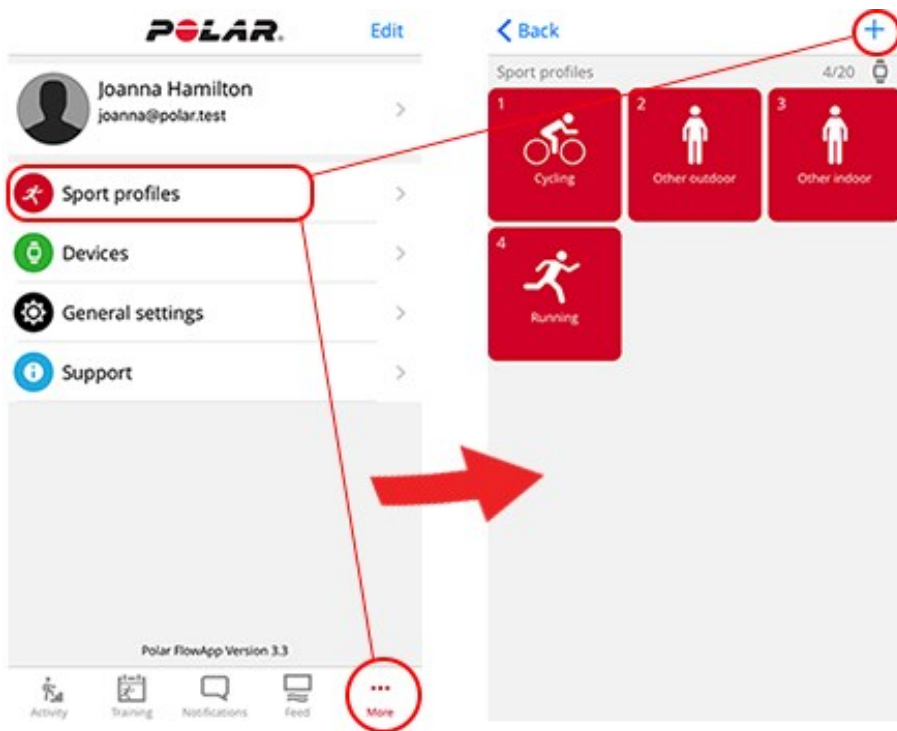 POLAR.
Edit
Joanna Hamilton
joanna@polar.test
Sport profiles
Devices
General settings
Support
Polar FlowApp Version 3.3
Activity
Training
Notifications
Feed
More
Back
+
Sport profiles
4/20
1
Cycling
2
Other outdoor
3
Other indoor
4
Running